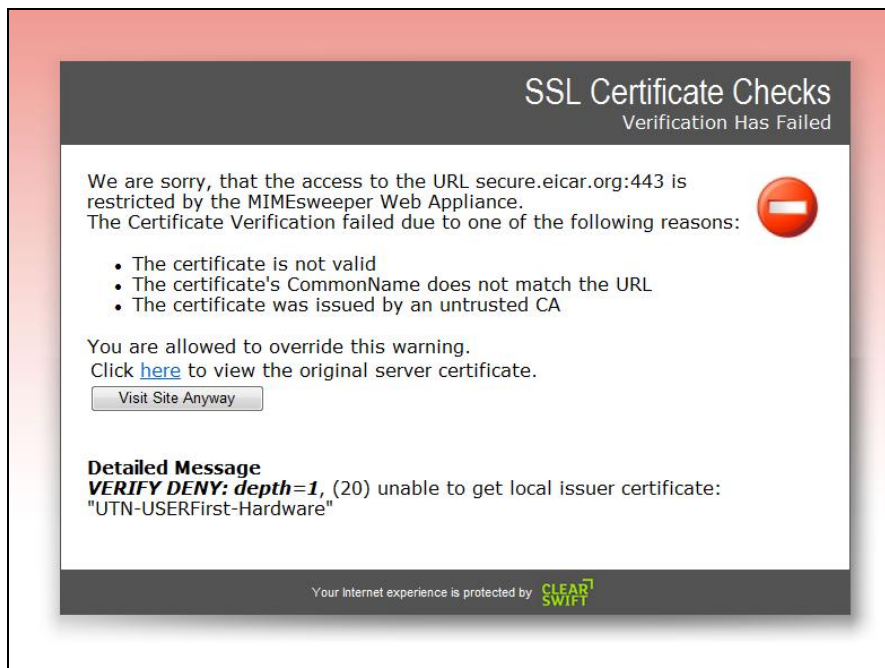 SSL Certificate Checks
Verification Has Failed
We are sorry, that the access to the URL secure.eicar.org:443 is
restricted by the MIMEsweeper Web Appliance.
The Certificate Verification failed due to one of the following reasons:
• The certificate is not valid
• The certificate's CommonName does not match the URL
• The certificate was issued by an untrusted CA
You are allowed to override this warning.
Click here to view the original server certificate.
Visit Site Anyway
Detailed Message
VERIFY DENY: depth=1, (20) unable to get local issuer certificate:
"UTN-USERFirst-Hardware"
Your Internet experience is protected by CLEAR
SWIFT